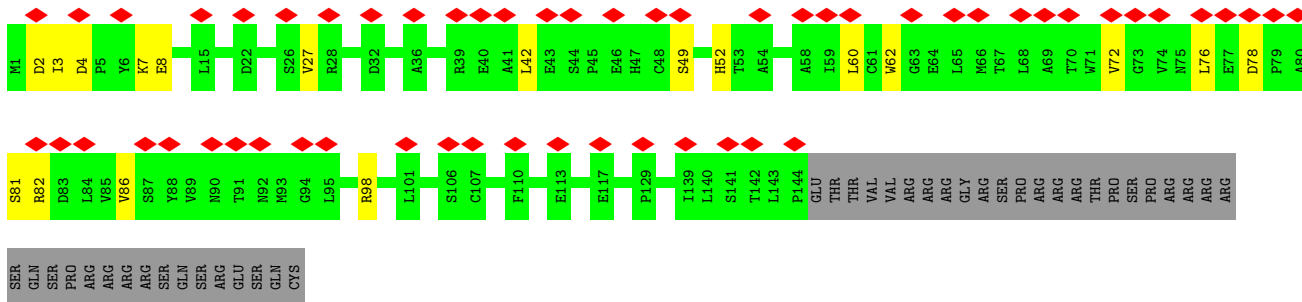 M1 D2 I3 D4 P5 Y6 K7 E8 L15 D22 S26 V27 R28 D32 A36 R39 E40 A41 L42 E43 S44 P45 E46 H47 C48 S49 H52 T53 A54 A58 I59 L60 C61 W62 G63 E64 L65 M66 T67 L68 A69 T70 W71 V72 G73 V74 N75 L76 E77 D78 P79 A80
S81 R82 D83 L84 V85 V86 S87 Y88 V89 N90 T91 N92 M93 G94 L95 R98 L101 S106 C107 F110 E113 E117 P129 I139 L140 S141 T142 L143 P144 GLU THR THR VAL VAL ARG ARG ARG GLY ARG SER PRO ARG ARG ARG THR PRO SER PRO ARG ARG ARG ARG
SER GLN SER PRO ARG ARG ARG ARG SER GLN SER ARG GLU SER GLN CYS